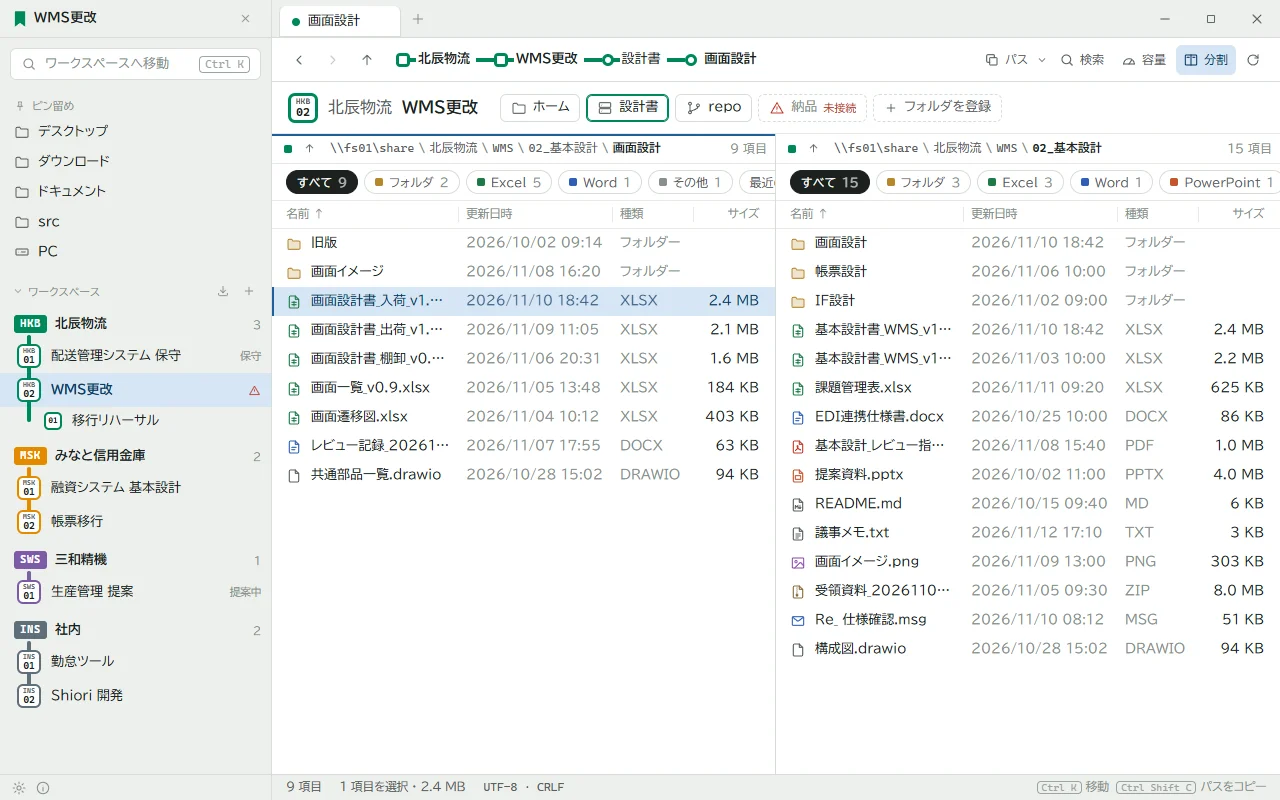 WMS更改
画面設計
ワークスペースへ移動 Ctrl K
ピン留め
デスクトップ
ダウンロード
ドキュメント
src
PC
ワークスペース
HKB 北辰物流 3
HKB 01 配送管理システム 保守 保守
HKB 02 WMS更改
01 移行リハーサル
MSK みなと信用金庫 2
MSK 01 融資システム 基本設計
MSK 02 帳票移行
SWS 三和精機 1
SWS 01 生産管理 提案 提案中
INS 社内 2
INS 01 勤怠ツール
INS 02 Shiori 開発
北辰物流 WMS更改 設計書 画面設計
パス 検索 容量 分割
HKB 02 北辰物流 WMS更改 ホーム 設計書 repo 納品 未接続 フォルダを登録
\\fs01\share \ 北辰物流 \ WMS \ 02_基本設計 \ 画面設計 9 項目
すべて 9 フォルダ 2 Excel 5 Word 1 その他 1 最近
名前 ↑ 更新日時 種類 サイズ
旧版 2026/10/02 09:14 フォルダー
画面イメージ 2026/11/08 16:20 フォルダー
画面設計書_入荷_v1.… 2026/11/10 18:42 XLSX 2.4 MB
画面設計書_出荷_v1.… 2026/11/09 11:05 XLSX 2.1 MB
画面設計書_棚卸_v0.… 2026/11/06 20:31 XLSX 1.6 MB
画面一覧_v0.9.xlsx 2026/11/05 13:48 XLSX 184 KB
画面遷移図.xlsx 2026/11/04 10:12 XLSX 403 KB
レビュー記録_20261… 2026/11/07 17:55 DOCX 63 KB
共通部品一覧.drawio 2026/10/28 15:02 DRAWIO 94 KB
\\fs01\share \ 北辰物流 \ WMS \ 02_基本設計 15 項目
すべて 15 フォルダ 3 Excel 3 Word 1 PowerPoint 1
名前 ↑ 更新日時 種類 サイズ
画面設計 2026/11/10 18:42 フォルダー
帳票設計 2026/11/06 10:00 フォルダー
IF設計 2026/11/02 09:00 フォルダー
基本設計書_WMS_v1… 2026/11/10 18:42 XLSX 2.4 MB
基本設計書_WMS_v1… 2026/11/03 10:00 XLSX 2.2 MB
課題管理表.xlsx 2026/11/11 09:20 XLSX 625 KB
EDI連携仕様書.docx 2026/10/25 10:00 DOCX 86 KB
基本設計_レビュー指… 2026/11/08 15:40 PDF 1.0 MB
提案資料.pptx 2026/10/02 11:00 PPTX 4.0 MB
README.md 2026/10/15 09:40 MD 6 KB
議事メモ.txt 2026/11/12 17:10 TXT 3 KB
画面イメージ.png 2026/11/09 13:00 PNG 303 KB
受領資料_2026110… 2026/11/05 09:30 ZIP 8.0 MB
Re_ 仕様確認.msg 2026/11/10 08:12 MSG 51 KB
構成図.drawio 2026/10/28 15:02 DRAWIO 94 KB
9 項目 1 項目を選択・2.4 MB UTF-8 · CRLF
Ctrl K 移動 Ctrl Shift C パスをコピー